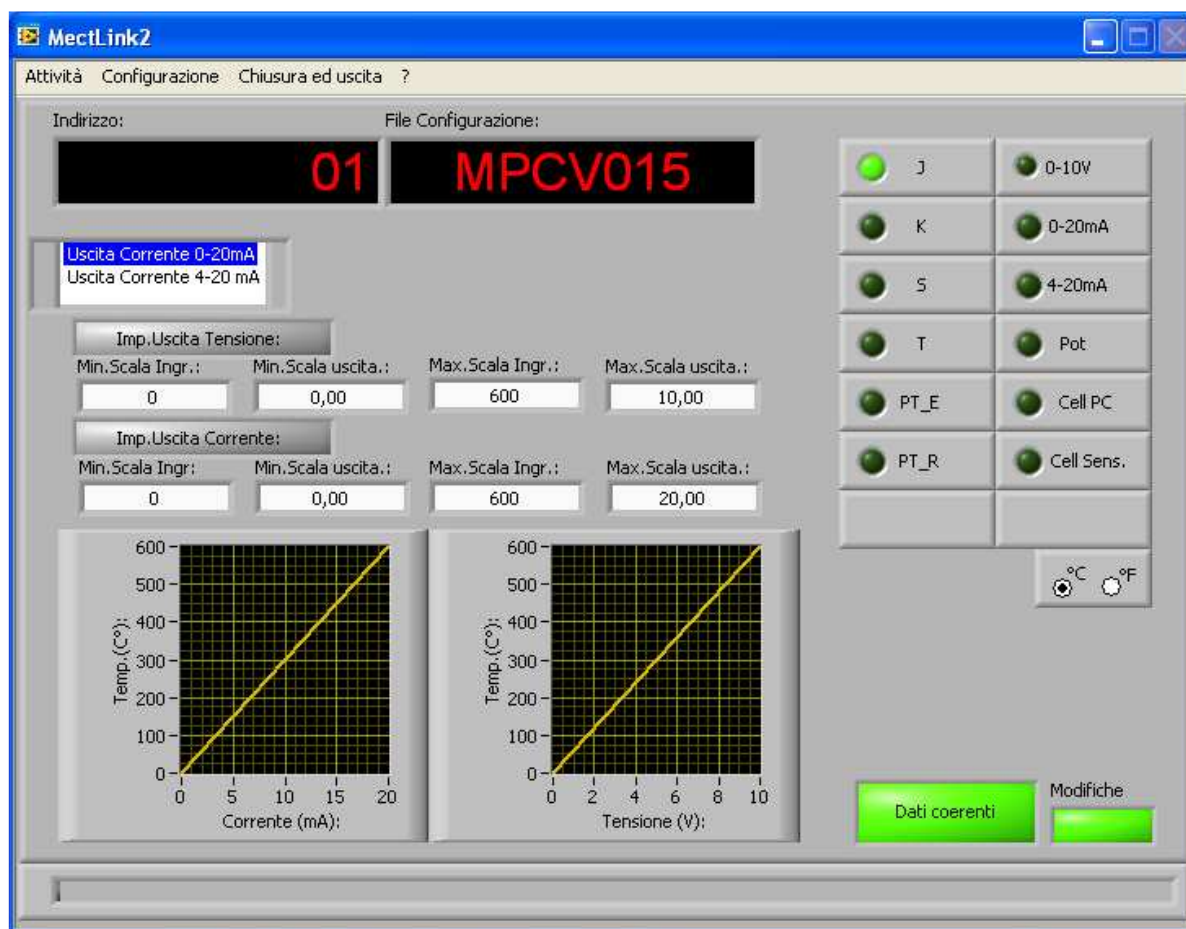 MectLink2
Attività Configurazione Chiusura ed uscita ?
Indirizzo: File Configurazione:
01 MPCV015
Uscita Corrente 0-20mA
Uscita Corrente 4-20 mA
Imp.Uscita Tensione:
Min.Scala Ingr.: Min.Scala uscita.: Max.Scala Ingr.: Max.Scala uscita.:
0 0,00 600 10,00
Imp.Uscita Corrente:
Min.Scala Ingr: Min.Scala uscita.: Max.Scala Ingr.: Max.Scala uscita.:
0 0,00 600 20,00
Temp.(C°):
600
500
400
300
200
100
0
0 5 10 15 20
Corrente (mA):
Temp.(C°):
600
500
400
300
200
100
0
0 2 4 6 8 10
Tensione (V):
J 0-10V
K 0-20mA
S 4-20mA
T Pot
PT_E Cell PC
PT_R Cell Sens.
°C °F
Dati coerenti
Modifiche